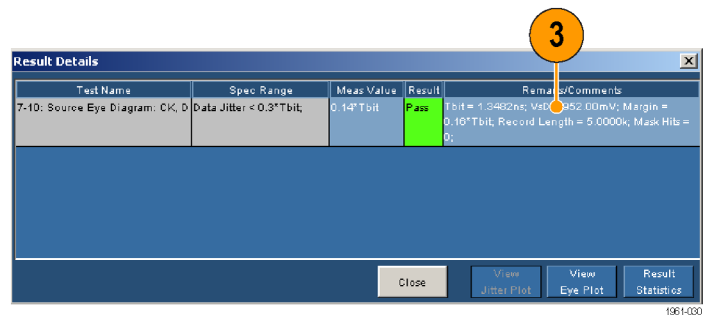 3
Result Details
Test Name Spec Range Meas Value Result Remarks/Comments
7-10: Source Eye Diagram: CK, D Data Jitter < 0.3*Tbit; 0.14*Tbit Pass Tbit = 1.3482ns; 952.00mV; Margin =
0.16*Tbit; Record Length = 5.0000k; Mask Hits =
0;
Close
View
Jitter Plot
View
Eye Plot
Result
Statistics
1961-030